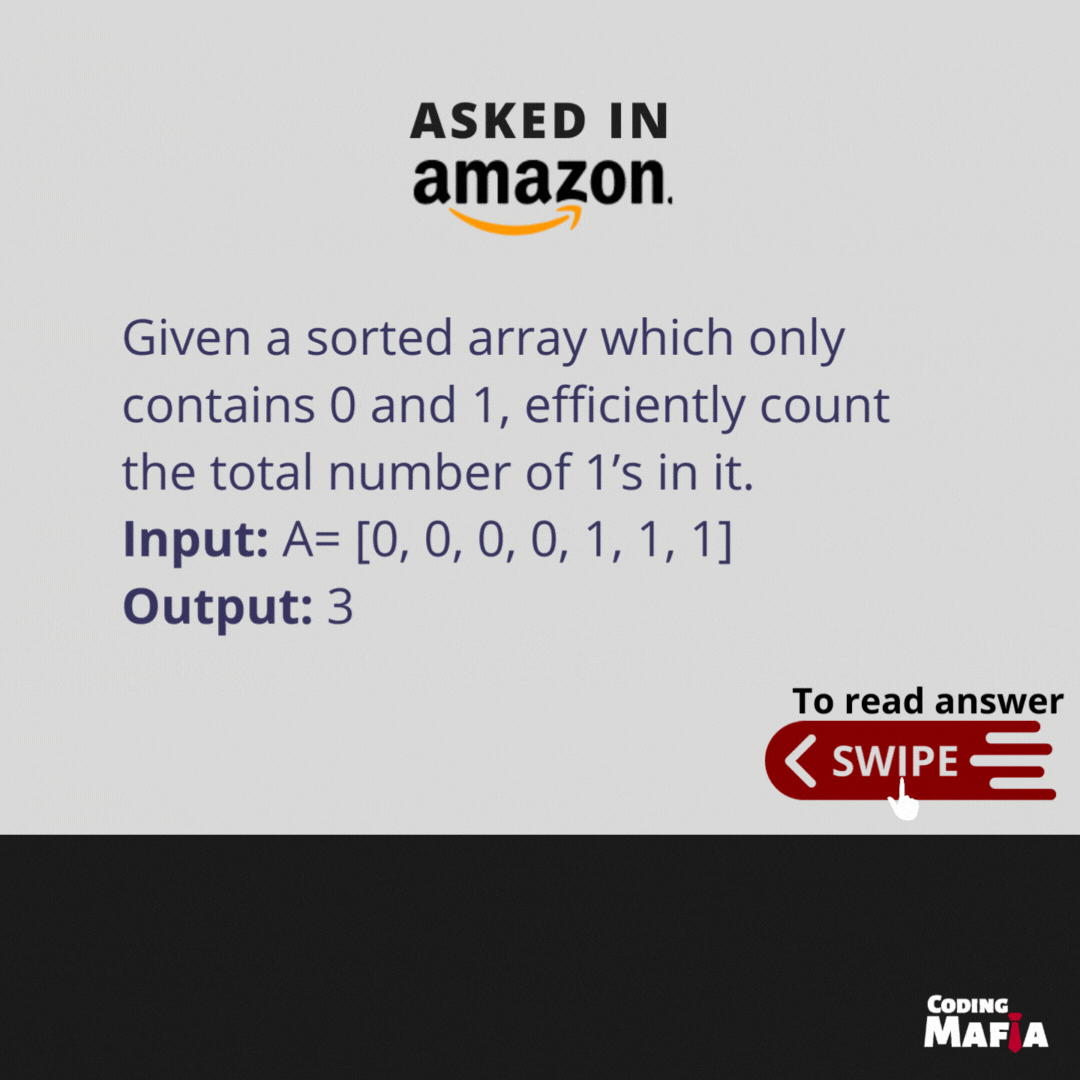 ASKED IN
amazon.
Given a sorted array which only
contains 0 and 1, efficiently count
the total number of 1’s in it.
Input: A= [0, 0, 0, 0, 1, 1, 1]
Output: 3
To read answer
SWIPE
CODING
MAFIA